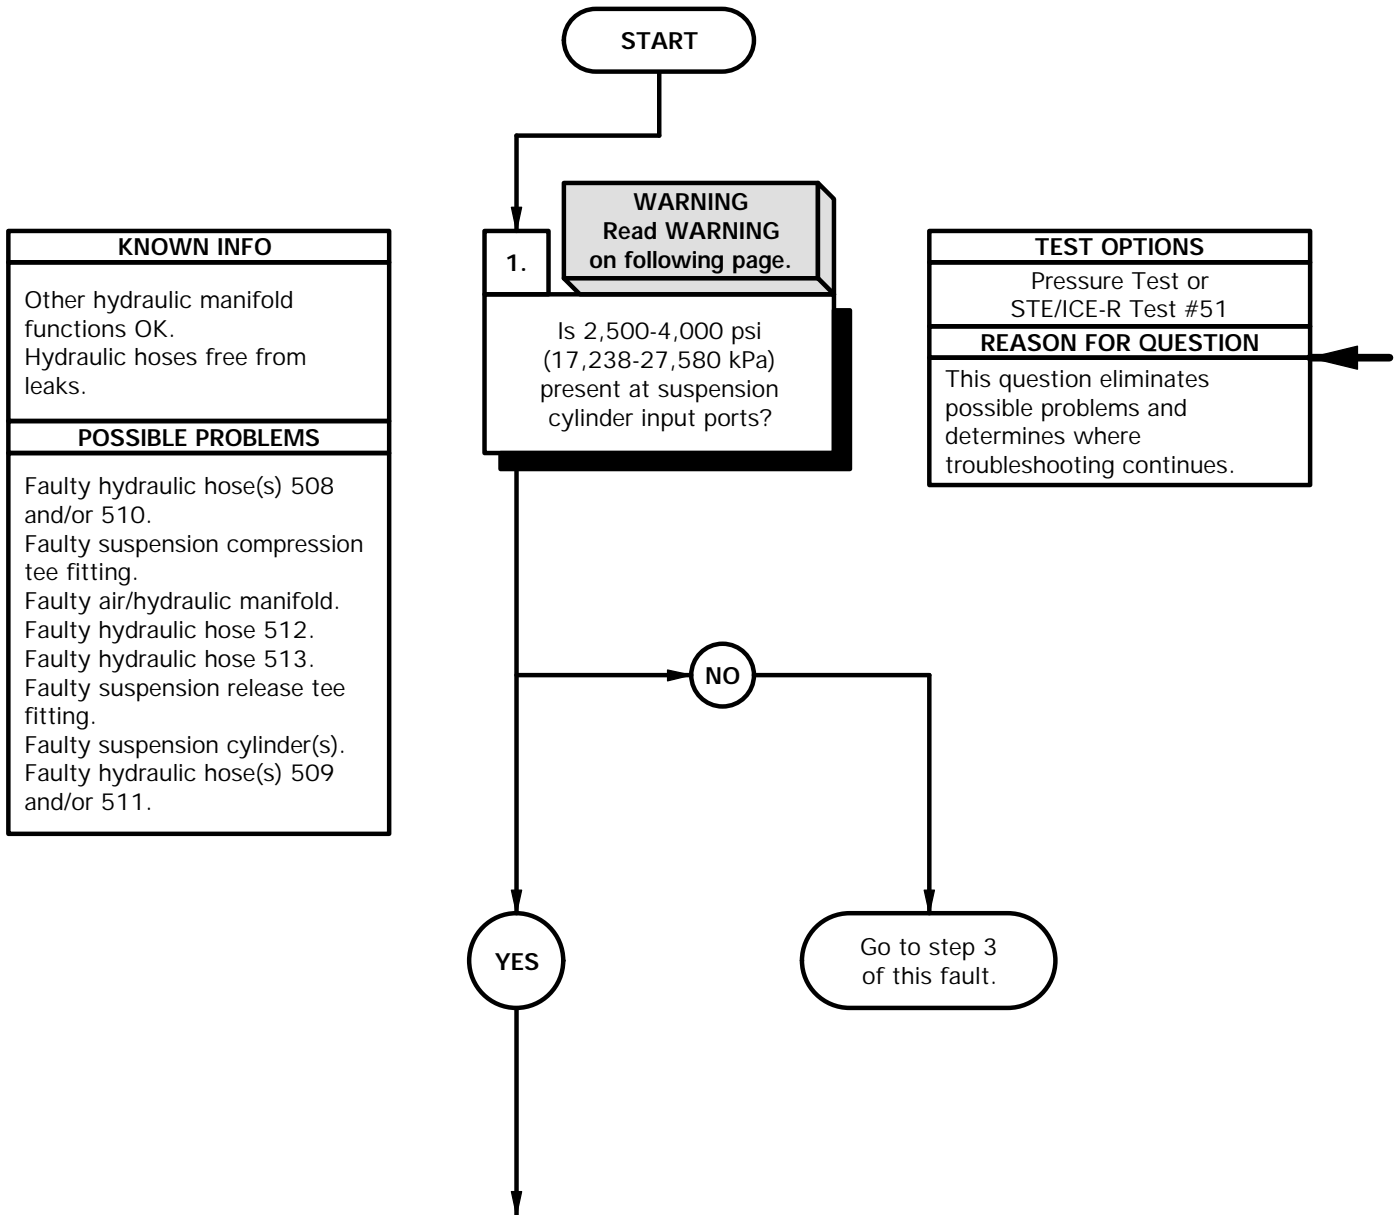 START
WARNING
Read WARNING
on following page.
1.
Is 2,500-4,000 psi
(17,238-27,580 kPa)
present at suspension
cylinder input ports?
KNOWN INFO
Other hydraulic manifold
functions OK.
Hydraulic hoses free from
leaks.
POSSIBLE PROBLEMS
Faulty hydraulic hose(s) 508
and/or 510.
Faulty suspension compression
tee fitting.
Faulty air/hydraulic manifold.
Faulty hydraulic hose 512.
Faulty hydraulic hose 513.
Faulty suspension release tee
fitting.
Faulty suspension cylinder(s).
Faulty hydraulic hose(s) 509
and/or 511.
TEST OPTIONS
Pressure Test or
STE/ICE-R Test #51
REASON FOR QUESTION
This question eliminates
possible problems and
determines where
troubleshooting continues.
NO
YES
Go to step 3
of this fault.